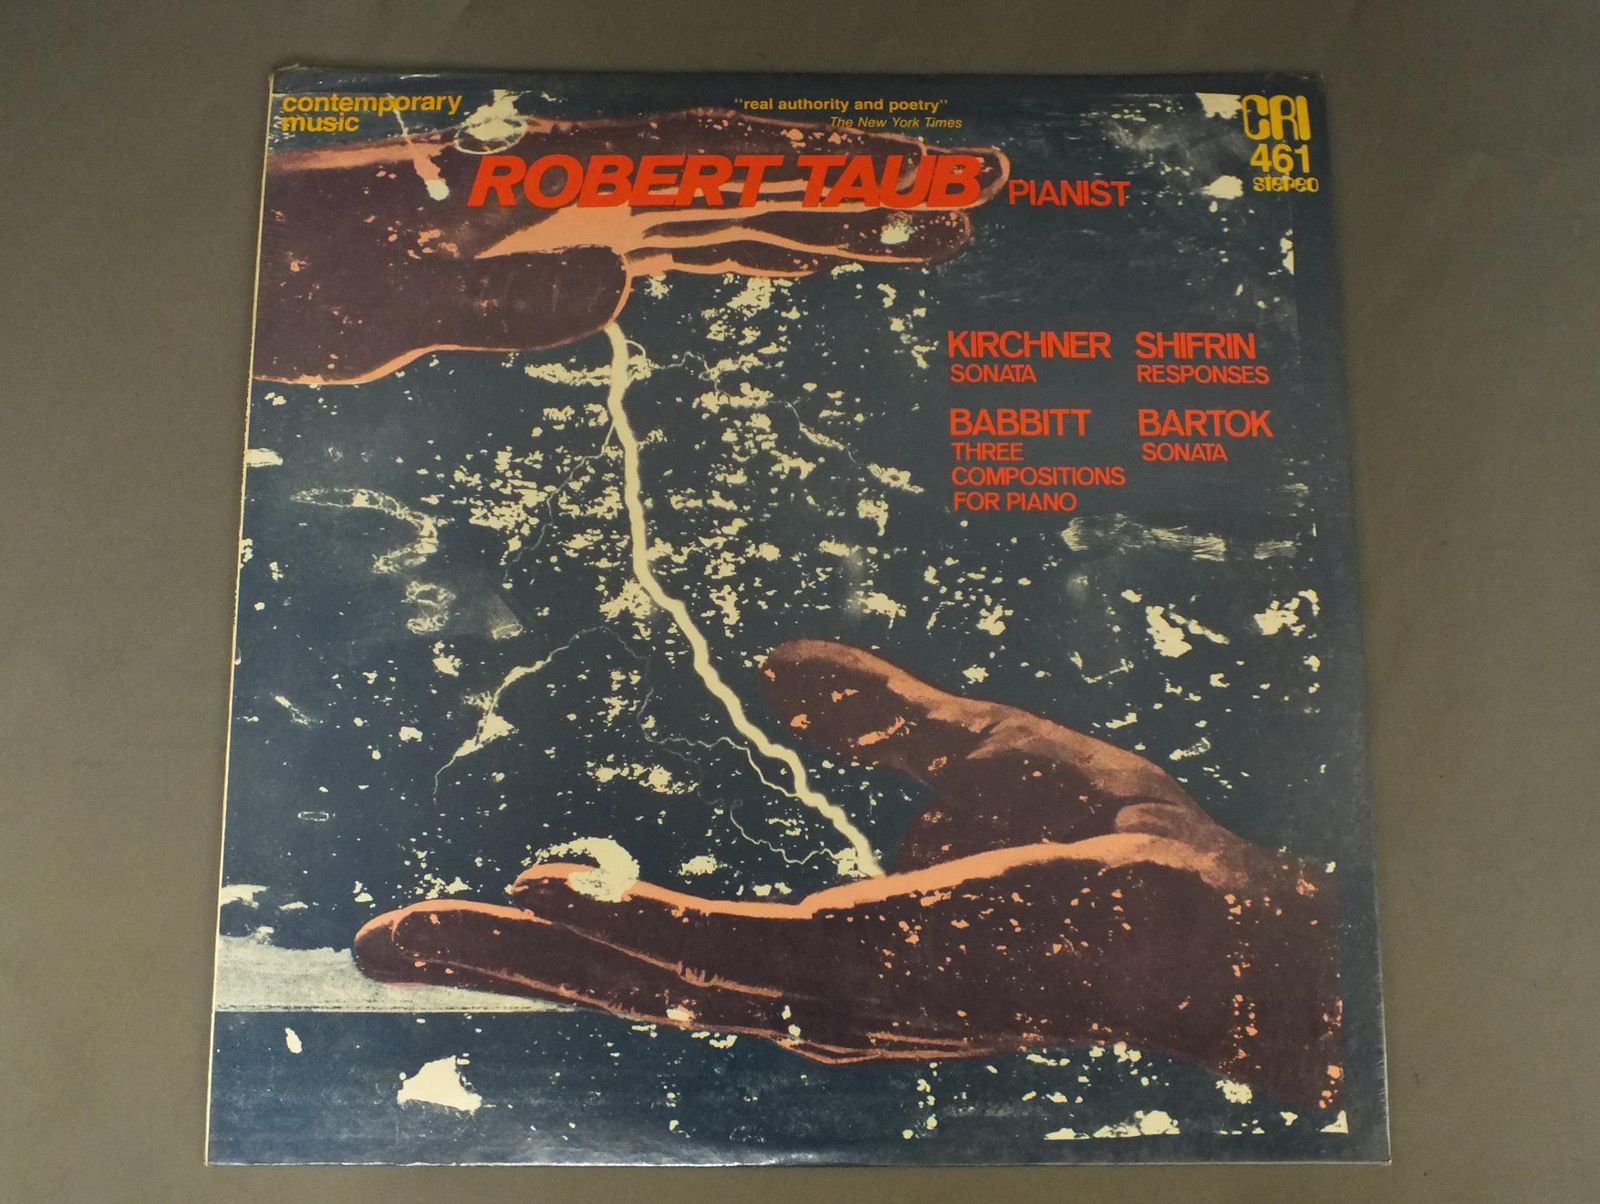 contemporary
music
"real authority and poetry"
The New York Times
CRI
461
stereo
ROBERT TAUB PIANIST
KIRCHNER
SONATA
SHIFRIN
RESPONSES
BABBITT
THREE
COMPOSITIONS
FOR PIANO
BARTOK
SONATA